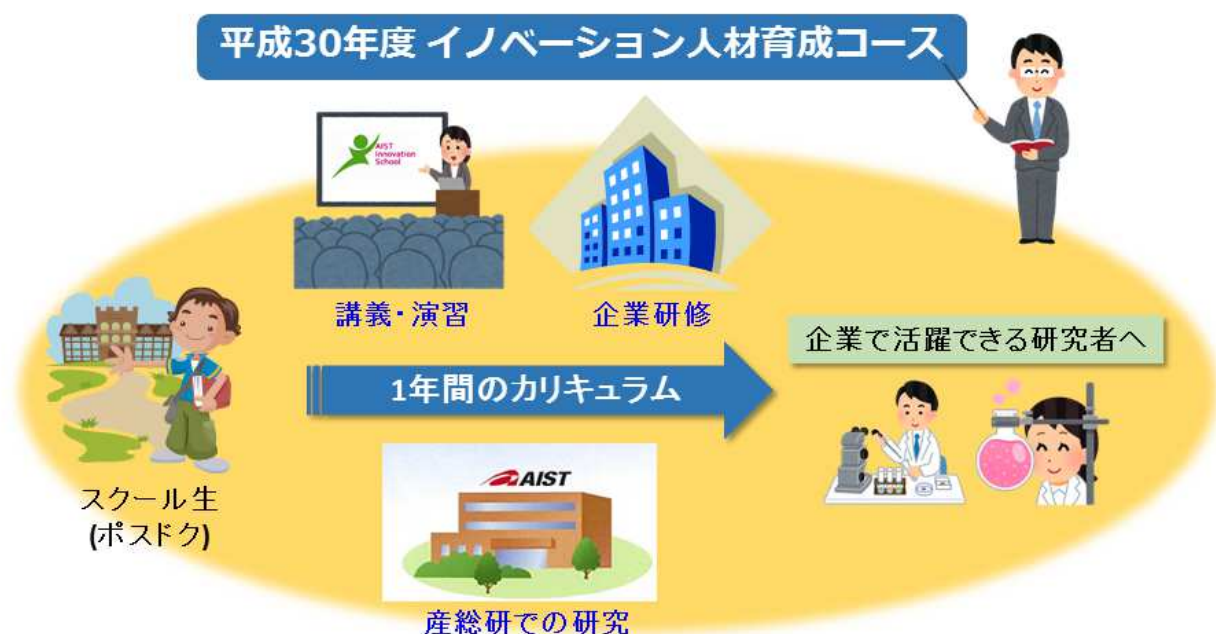 平成30年度 イノベーション人材育成コース
AIST
Innovation
School
講義・演習
企業研修
企業で活躍できる研究者へ
1年間のカリキュラム
スクール生
(ポスドク)
AIST
産総研での研究